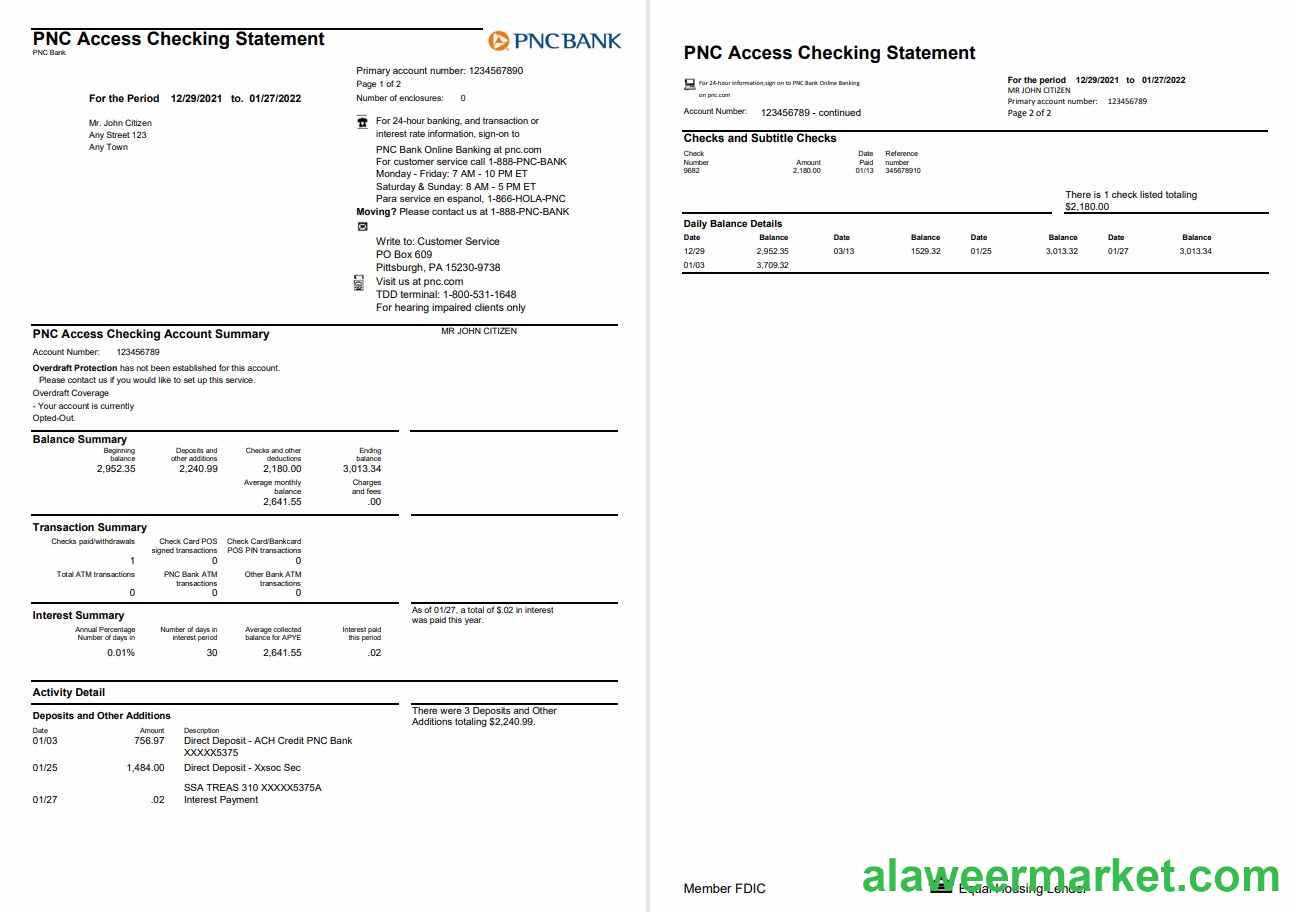 PNC Access Checking Statement
PNC Bank
PNC BANK
Primary account number: 1234567890
Page 1 of 2
For the Period 12/29/2021 to. 01/27/2022
Number of enclosures: 0
Mr. John Citizen
Any Street 123
Any Town
For 24-hour banking, and transaction or
interest rate information, sign-on to
PNC Bank Online Banking at pnc.com
For customer service call 1-888-PNC-BANK
Monday - Friday: 7 AM - 10 PM ET
Saturday & Sunday: 8 AM - 5 PM ET
Para service en espanol, 1-866-HOLA-PNC
Moving? Please contact us at 1-888-PNC-BANK
Write to: Customer Service
PO Box 609
Pittsburgh, PA 15230-9738
Visit us at pnc.com
TDD terminal: 1-800-531-1648
For hearing impaired clients only
PNC Access Checking Account Summary
MR JOHN CITIZEN
Account Number: 123456789
Overdraft Protection has not been established for this account.
Please contact us if you would like to set up this service.
Overdraft Coverage
- Your account is currently
Opted-Out.
Balance Summary
Beginning Deposits and Checks and other Ending
balance other additions deductions balance
2,952.35 2,240.99 2,180.00 3,013.34
Average monthly Charges
balance and fees
2,641.55 .00
Transaction Summary
Checks paid/withdrawals Check Card POS Check Card/Bankcard
signed transactions POS PIN transactions
1 0 0
Total ATM transactions PNC Bank ATM Other Bank ATM
transactions transactions
0 0 0
Interest Summary
As of 01/27, a total of $.02 in interest
was paid this year.
Annual Percentage Number of days in Average collected Interest paid
Number of days in interest period balance for APYE this period
0.01% 30 2,641.55 .02
Activity Detail
Deposits and Other Additions
There were 3 Deposits and Other
Additions totaling $2,240.99.
Date Amount Description
01/03 756.97 Direct Deposit - ACH Credit PNC Bank
XXXXX5375
01/25 1,484.00 Direct Deposit - Xxsoc Sec
SSA TREAS 310 XXXXX5375A
01/27 .02 Interest Payment
PNC Access Checking Statement
For 24-hour information,sign on to PNC Bank Online Banking
on pnc.com
For the period 12/29/2021 to 01/27/2022
MR JOHN CITIZEN
Primary account number: 123456789
Page 2 of 2
Account Number: 123456789 - continued
Checks and Subtitle Checks
Check Date Reference
Number Amount Paid number
9682 2,180.00 01/13 345678910
There is 1 check listed totaling
$2,180.00
Daily Balance Details
Date Balance Date Balance Date Balance Date Balance
12/29 2,952.35 03/13 1529.32 01/25 3,013.32 01/27 3,013.34
01/03 3,709.32
Member FDIC
Equal Housing Lender
alaweermarket.com